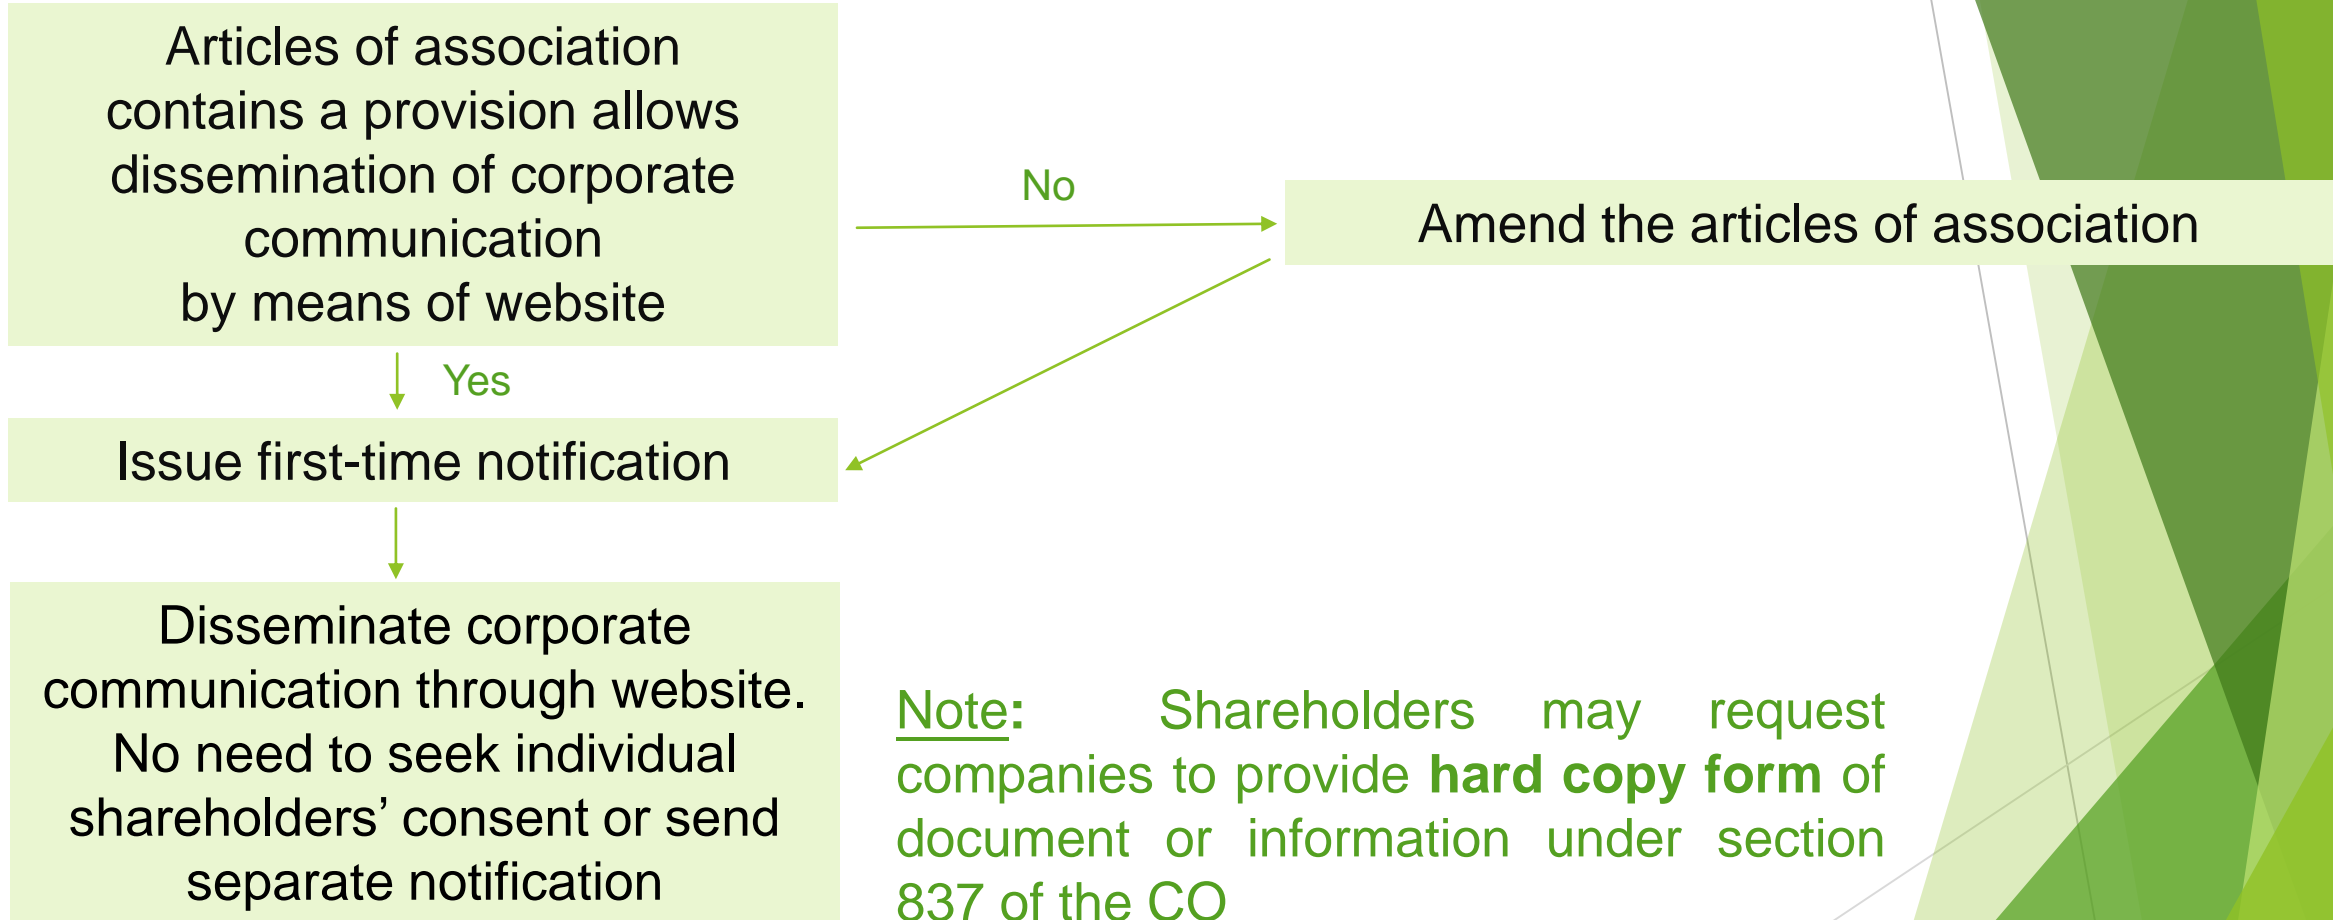 Articles of association
contains a provision allows
dissemination of corporate
communication
by means of website
No
Amend the articles of association
Yes
Issue first-time notification
Disseminate corporate
communication through website.
No need to seek individual
shareholders’ consent or send
separate notification
Note: Shareholders may request
companies to provide hard copy form of
document or information under section
837 of the CO